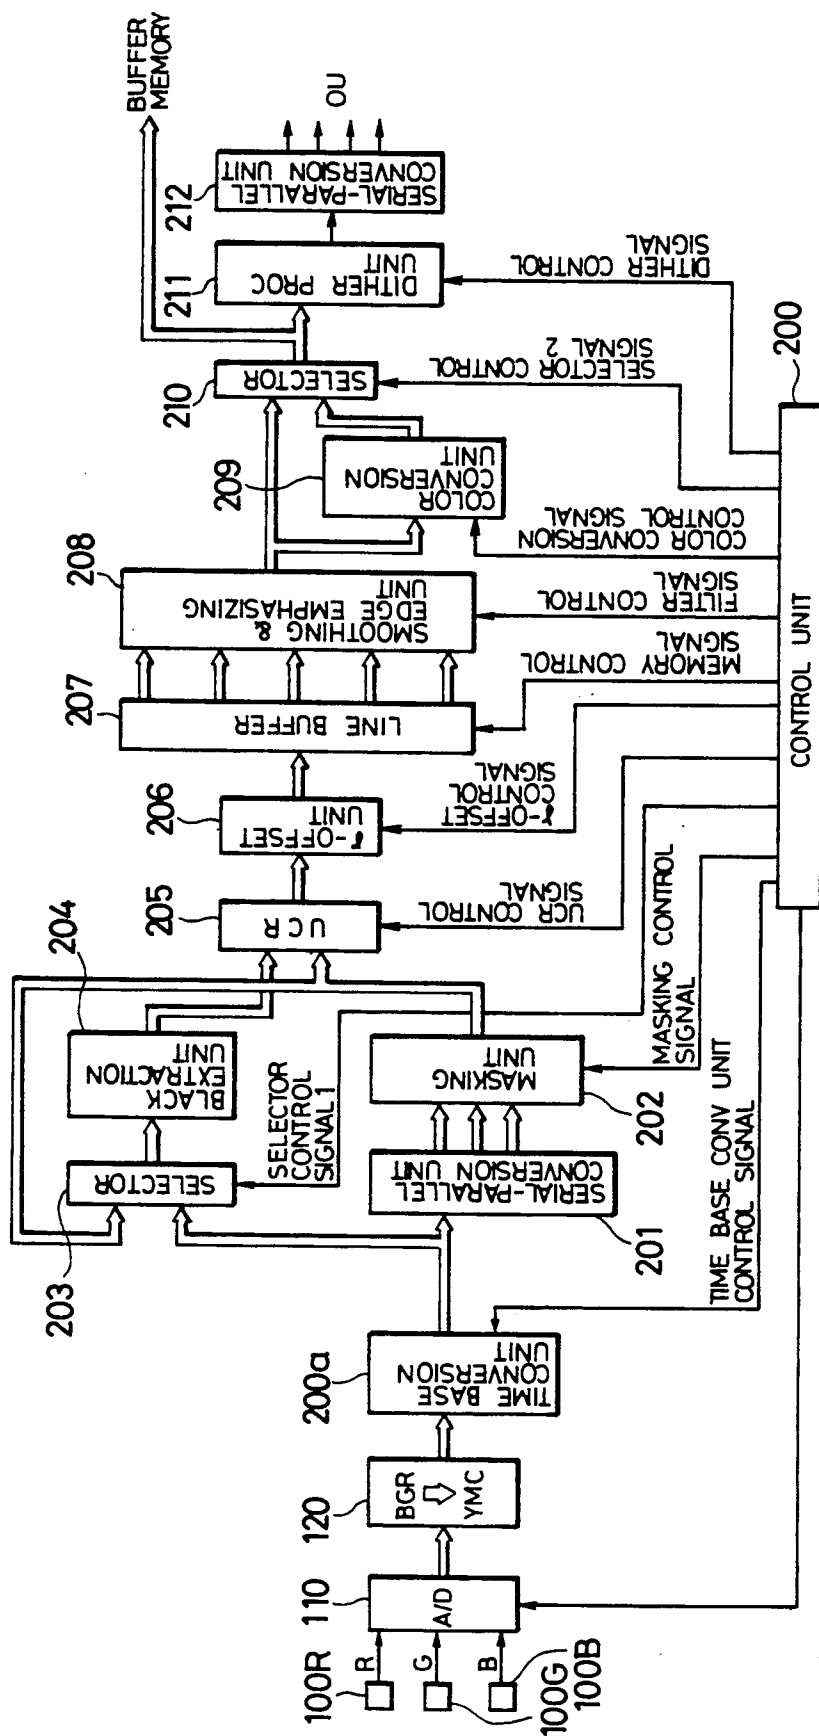 100R
100G
100B
R
G
B
110
A/D
120
BGR
YMC
200a
TIME BASE
CONVERSION
UNIT
TIME BASE CONV UNIT
CONTROL SIGNAL
203
SELECTOR
SELECTOR
CONTROL
SIGNAL 1
201
SERIAL-PARALLEL
CONVERSION UNIT
204
BLACK
EXTRACTION
UNIT
202
MASKING
UNIT
MASKING CONTROL
SIGNAL
205
UCR
UCR CONTROL
SIGNAL
206
γ-OFFSET
UNIT
γ-OFFSET
CONTROL
SIGNAL
207
LINE BUFFER
MEMORY CONTROL
SIGNAL
208
SMOOTHING &
EDGE EMPHASIZING
UNIT
FILTER CONTROL
SIGNAL
209
COLOR
CONVERSION
UNIT
COLOR CONVERSION
CONTROL SIGNAL
210
SELECTOR
SELECTOR CONTROL
SIGNAL 2
211
DITHER PROC
UNIT
DITHER CONTROL
SIGNAL
212
SERIAL-PARALLEL
CONVERSION UNIT
OU
BUFFER
MEMORY
200
CONTROL UNIT